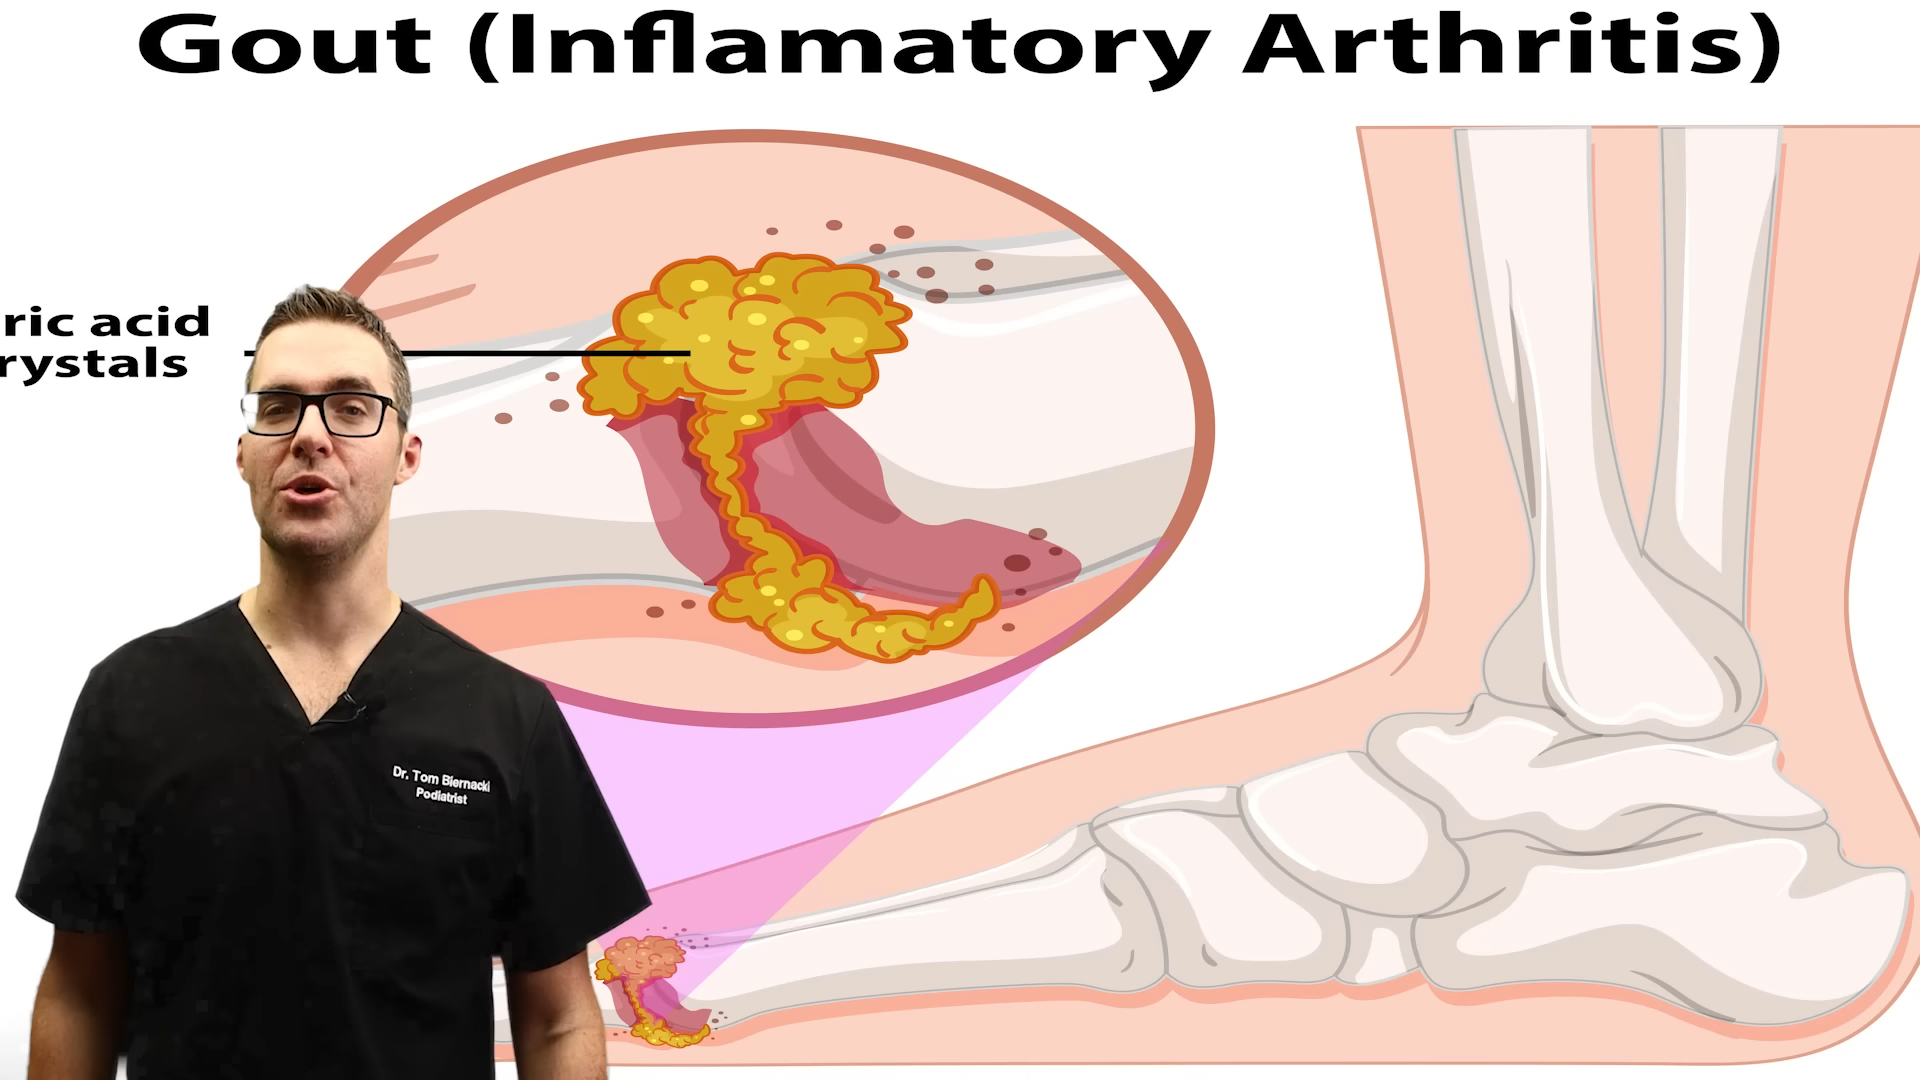 Gout (Inflamatory Arthritis)
ric acid
rystals
Dr. Tom Biernacki
Podiatrist